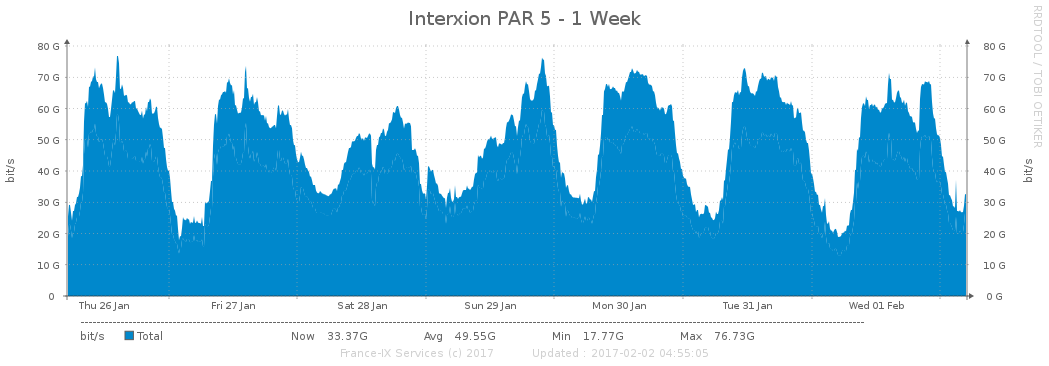 Interxion PAR 5 - 1 Week
RRDTOOL / TOBI OETIKER
bit/s
80 G 80 G
70 G 70 G
60 G 60 G
50 G 50 G
40 G 40 G
30 G 30 G
20 G 20 G
10 G 10 G
0 0 G
bit/s
Thu 26 Jan Fri 27 Jan Sat 28 Jan Sun 29 Jan Mon 30 Jan Tue 31 Jan Wed 01 Feb
bit/s Total Now 33.37G Avg 49.55G Min 17.77G Max 76.73G
France-IX Services (c) 2017 Updated : 2017-02-02 04:55:05